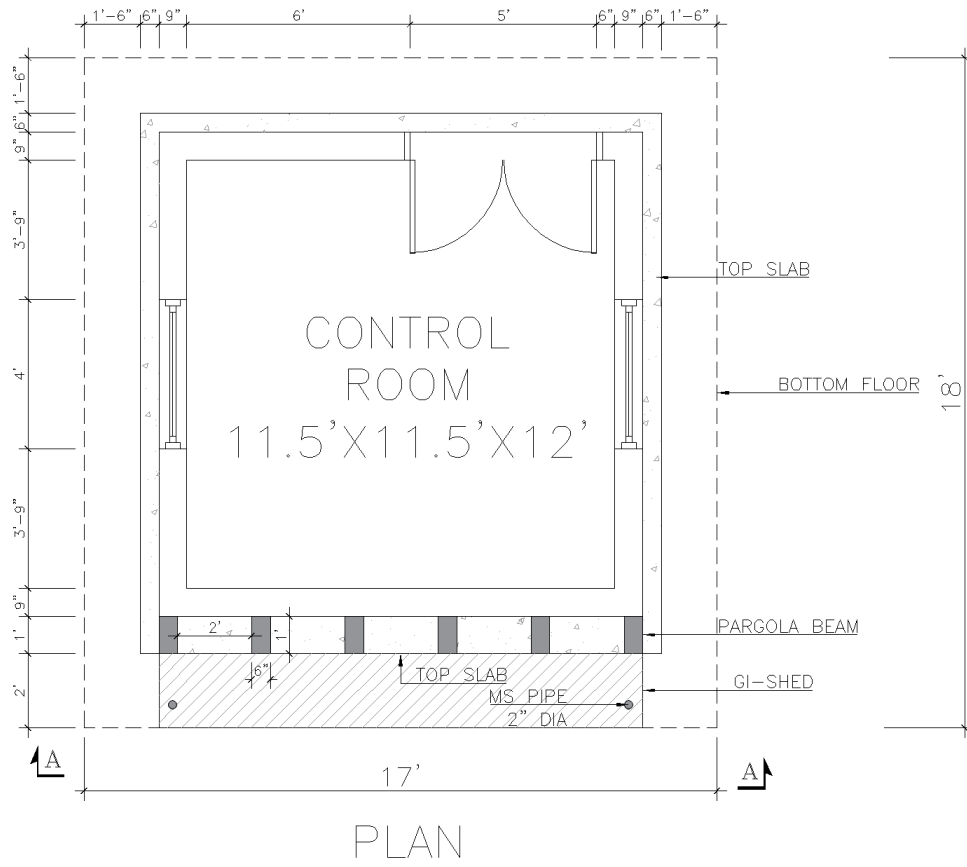 1'-6" 6" 9" 6' 5' 6" 9" 6" 1'-6"
1'-6"
6"
9"
3'-9"
4'
3'-9"
9"
1'
2'
TOP SLAB
BOTTOM FLOOR
18'
CONTROL
ROOM
11.5'X11.5'X12'
2'
1'
6"
PARGOLA BEAM
TOP SLAB
GI-SHED
MS PIPE
2" DIA
A
A
17'
PLAN